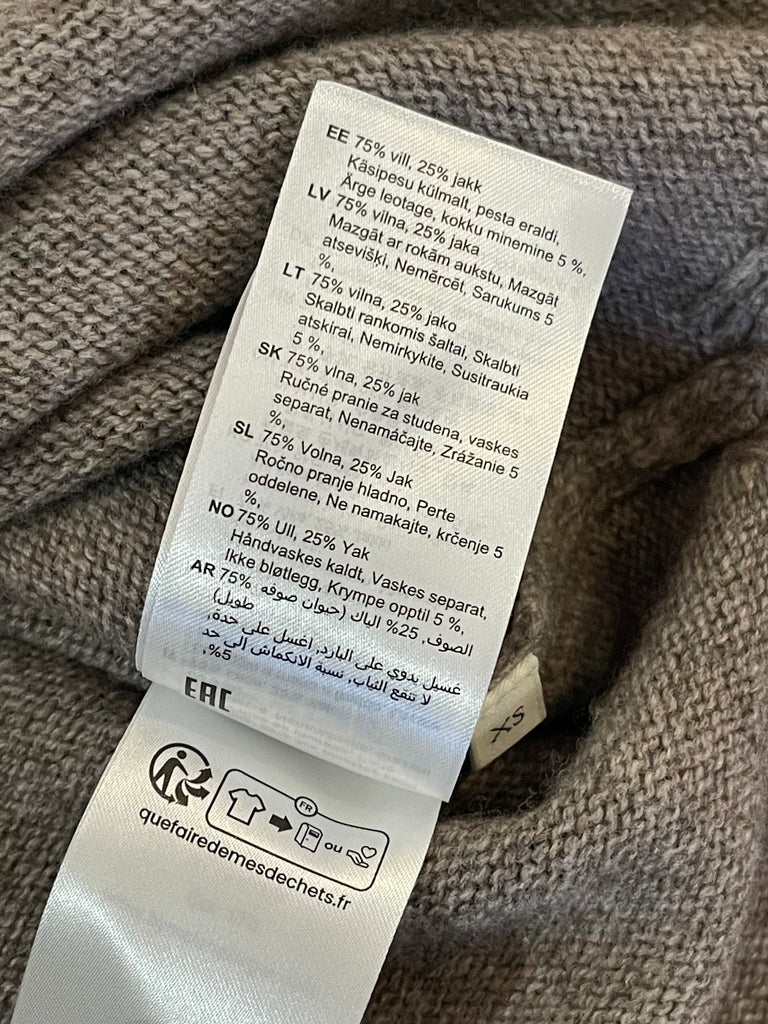 EE 75% vill, 25% jakk
Käsipesu külmalt, pesta eraldi,
Ärge leotage, kokku minemine 5 %,
LV 75% vilna, 25% jaka
Mazgāt ar rokām aukstu, Mazgāt
atsevišķi, Nemērcēt, Sarukums 5
%,
LT 75% vilna, 25% jako
Skalbti rankomis šaltai, Skalbti
atskirai, Nemirkykite, Susitraukia
5 %,
SK 75% vlna, 25% jak
Ručné pranie za studena, vaskes
separat, Nenamáčajte, Zrážanie 5
%,
SL 75% Volna, 25% Jak
Ročno pranje hladno, Perte
oddelene, Ne namakajte, krčenje 5
%,
NO 75% Ull, 25% Yak
Håndvaskes kaldt, Vaskes separat,
Ikke bløtlegg, Krympe opptil 5 %,
AR 75% الصوف, 25% الياك (حيوان صوفه
طويل)
غسيل يدوي على البارد, اغسل على حدة,
لا تنقع الثياب, نسبة الانكماش الى حد
5%,
EAC
XS
FR
ou
quefairedemesdechets.fr